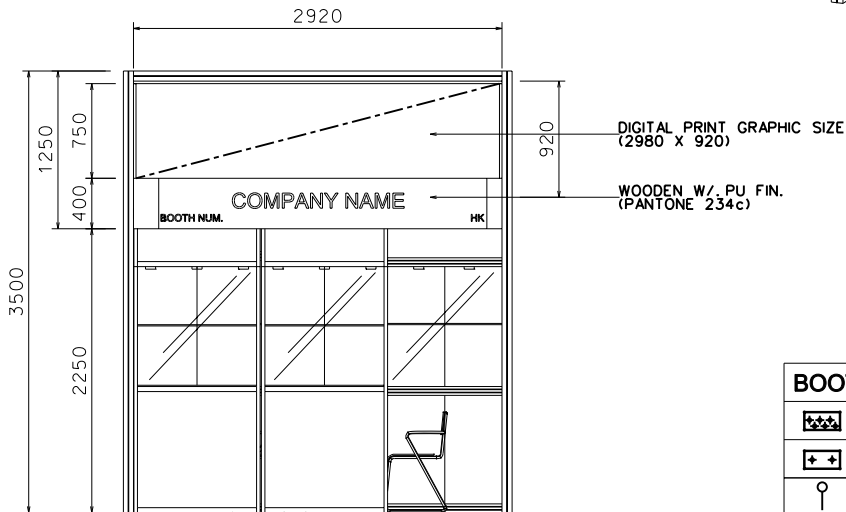 2920
750
1250
920
DIGITAL PRINT GRAPHIC SIZE
(2980 X 920)
400
COMPANY NAME
BOOTH NUM.
HK
WOODEN W/. PU FIN.
(PANTONE 234c)
3500
2250
BOOT